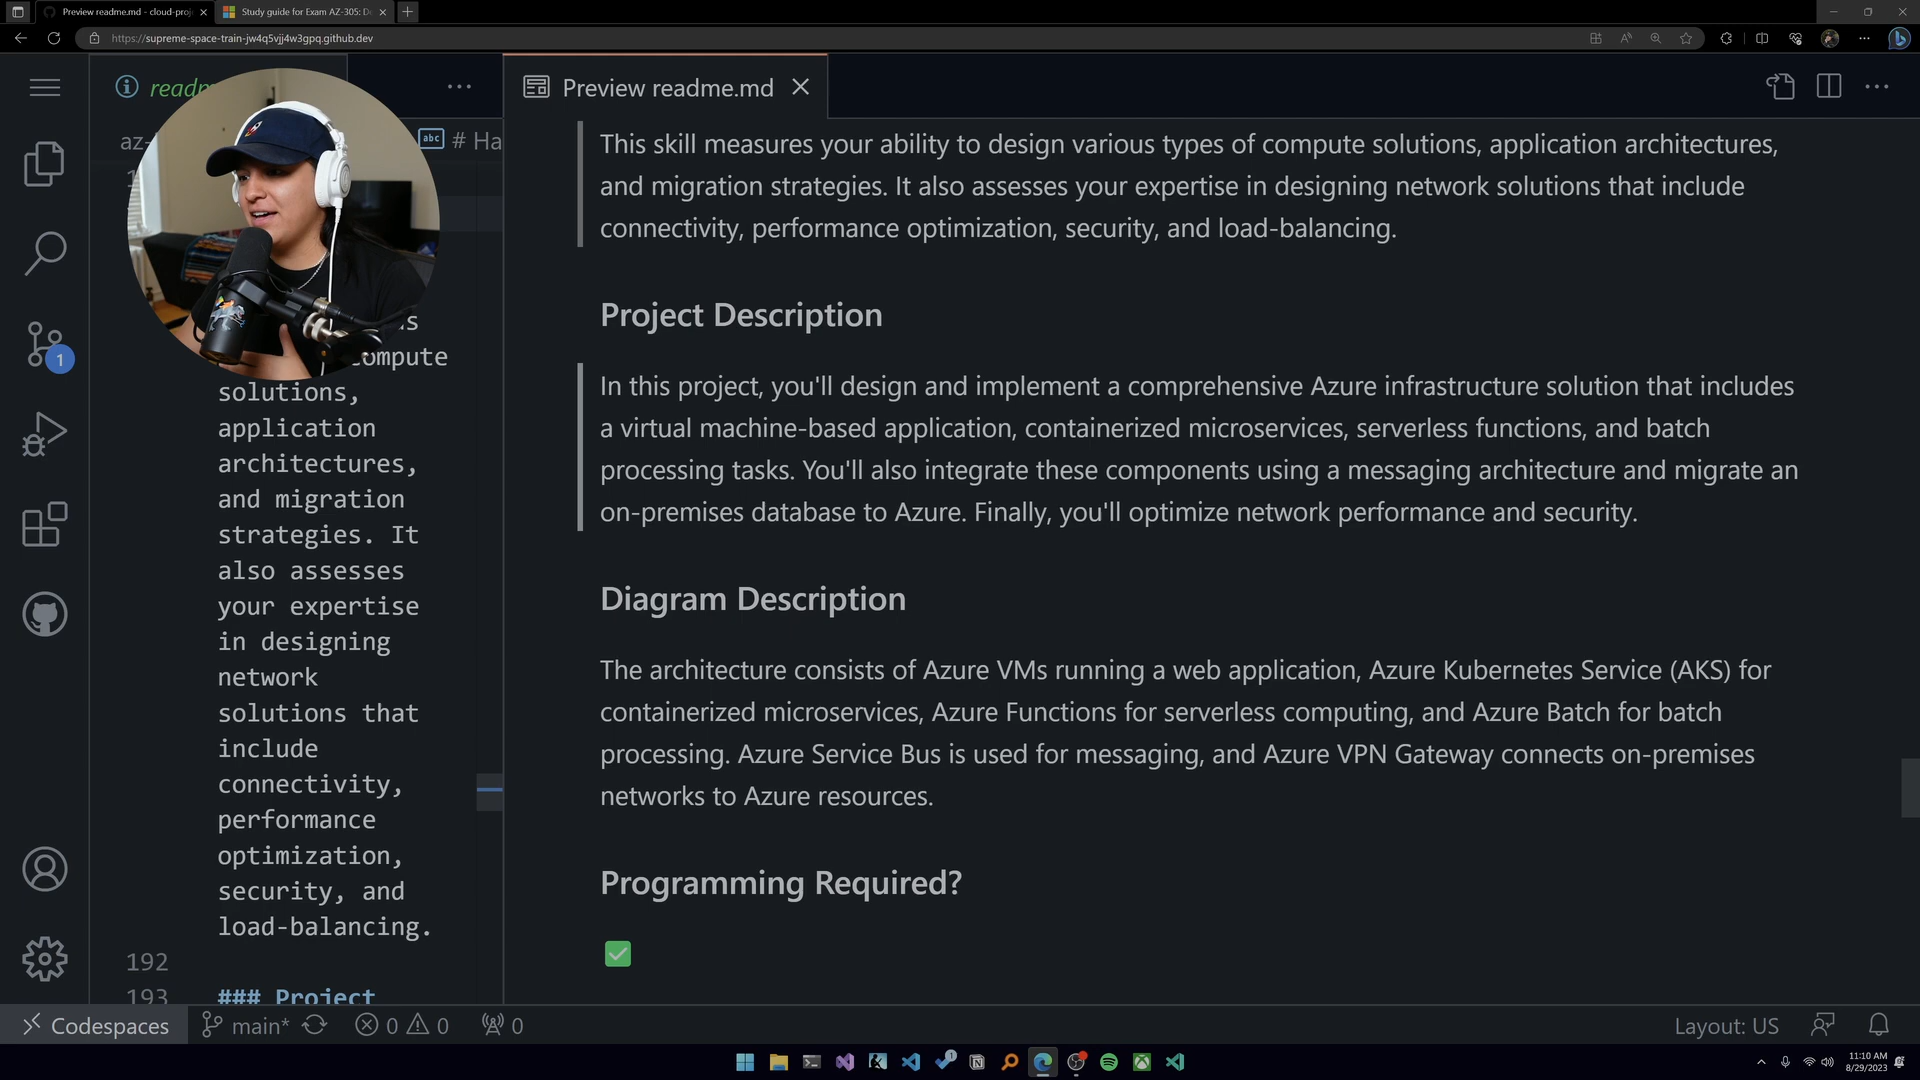 Preview readme.md - cloud-proj
Study guide for Exam AZ-305: De
https://supreme-space-train-jw4q5vjj4w3gpq.github.dev
readm
Preview readme.md
az-
abc # Ha
This skill measures your ability to design various types of compute solutions, application architectures,
and migration strategies. It also assesses your expertise in designing network solutions that include
connectivity, performance optimization, security, and load-balancing.
Project Description
In this project, you'll design and implement a comprehensive Azure infrastructure solution that includes
a virtual machine-based application, containerized microservices, serverless functions, and batch
processing tasks. You'll also integrate these components using a messaging architecture and migrate an
on-premises database to Azure. Finally, you'll optimize network performance and security.
Diagram Description
The architecture consists of Azure VMs running a web application, Azure Kubernetes Service (AKS) for
containerized microservices, Azure Functions for serverless computing, and Azure Batch for batch
processing. Azure Service Bus is used for messaging, and Azure VPN Gateway connects on-premises
networks to Azure resources.
Programming Required?
compute
solutions,
application
architectures,
and migration
strategies. It
also assesses
your expertise
in designing
network
solutions that
include
connectivity,
performance
optimization,
security, and
load-balancing.
192
193 ### Project
1
Codespaces main* 0 0 0
Layout: US
11:10 AM
8/29/2023